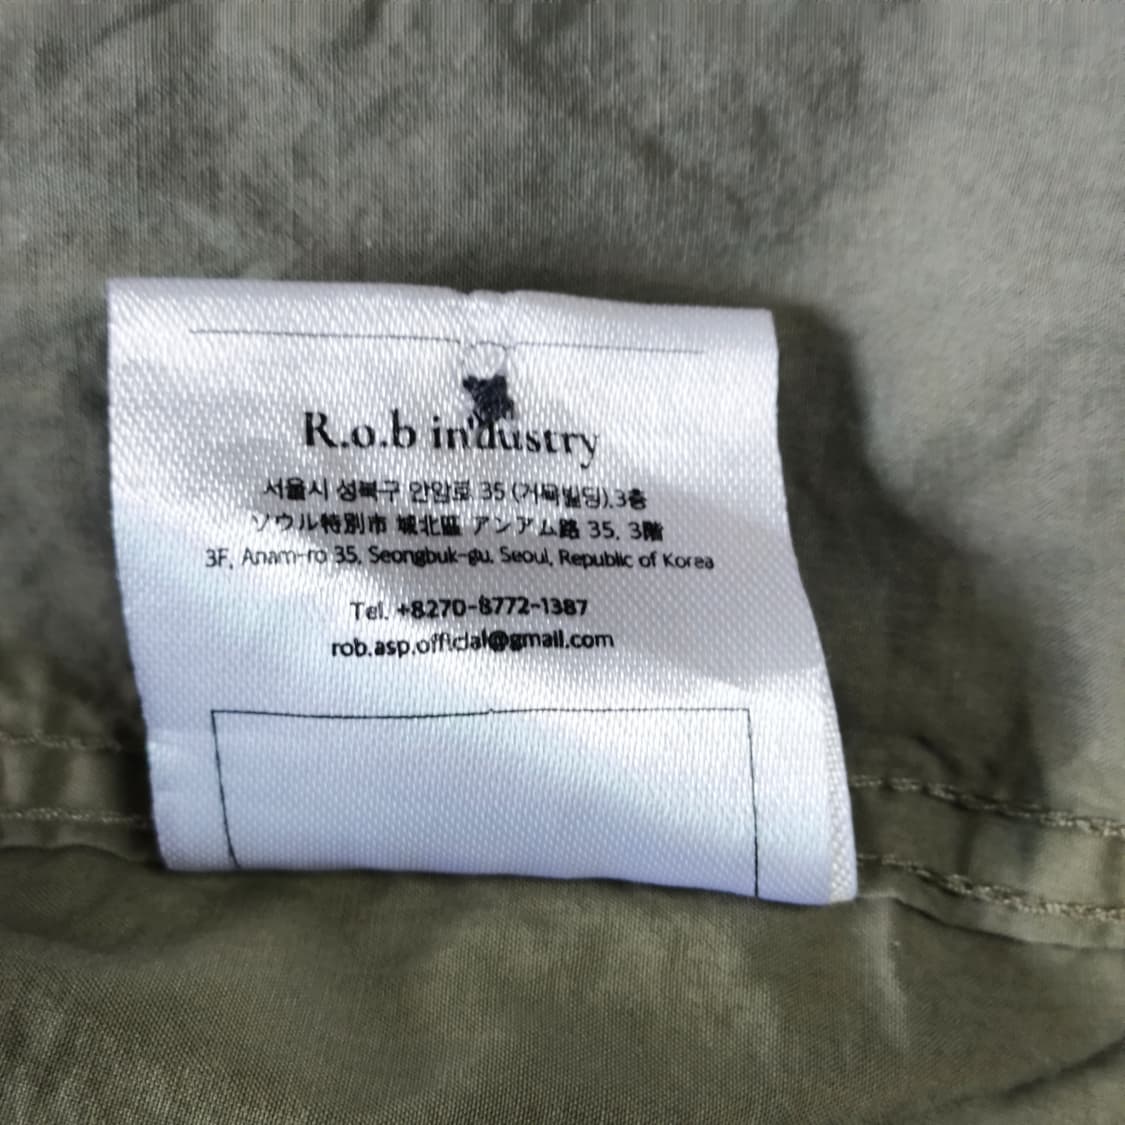 R.o.b industry
서울시 성북구 안암로 35 (거목빌딩),3층
ソウル特別市 城北區 アンアム路 35, 3階
3F, Anam-ro 35, Seongbuk-gu, Seoul, Republic of Korea
Tel. +8270-8772-1387
rob.asp.official@gmail.com